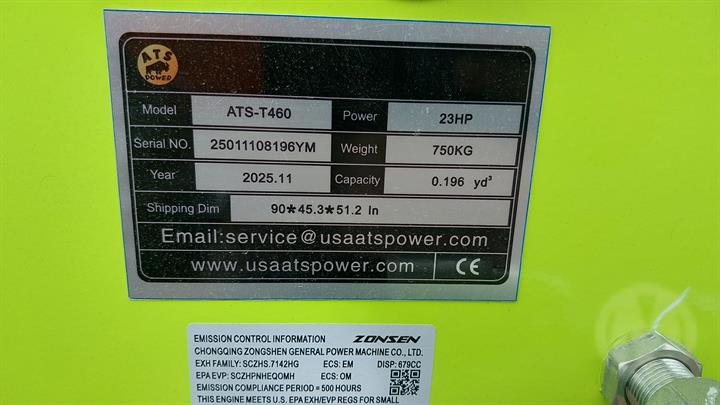 ATS
POWER
Model ATS-T460 Power 23HP
Serial NO. 25011108196YM Weight 750KG
Year 2025.11 Capacity 0.196 yd³
Shipping Dim 90*45.3*51.2 In
Email:service@usaatspower.com
www.usaatspower.com CE
EMISSION CONTROL INFORMATION ZONSEN
CHONGQING ZONGSHEN GENERAL POWER MACHINE CO., LTD.
EXH FAMILY: SCZHS.7142HG ECS: EM DISP: 679CC
EPA EVP: SCZHPNHEQOMH ECS: OM
EMISSION COMPLIANCE PERIOD = 500 HOURS
THIS ENGINE MEETS U.S. EPA EXH/EVP REGS FOR SMALL